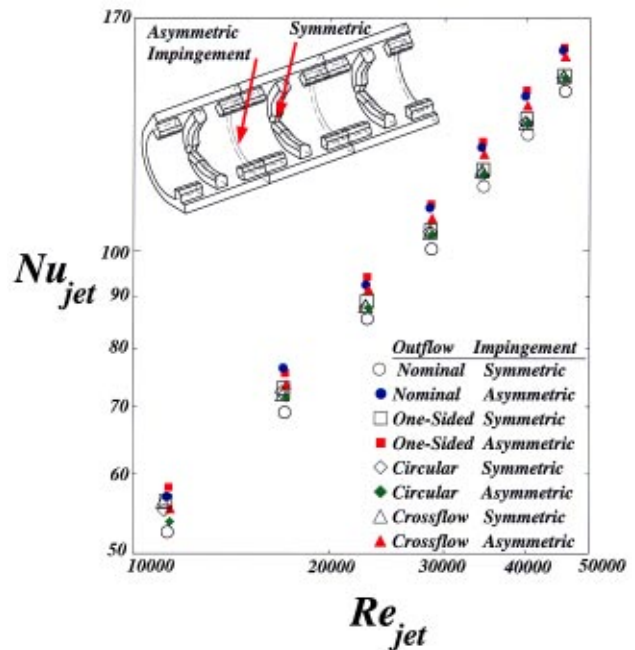 170
Asymmetric
Impingement
Symmetric
100
Nu jet
90
80
70
60
50
Outflow Impingement
Nominal Symmetric
Nominal Asymmetric
One-Sided Symmetric
One-Sided Asymmetric
Circular Symmetric
Circular Asymmetric
Crossflow Symmetric
Crossflow Asymmetric
10000 20000 30000 40000 50000
Re jet